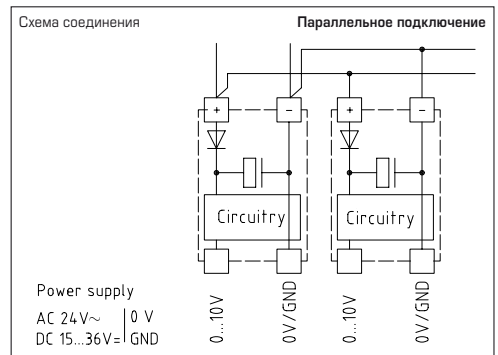 Схема соединения
Параллельное подключение
+
–
+
–
Circuitry
Circuitry
Power supply
AC 24V~ 0 V
DC 15...36V= GND
0...10V
0V/GND
0...10V
0V/GND